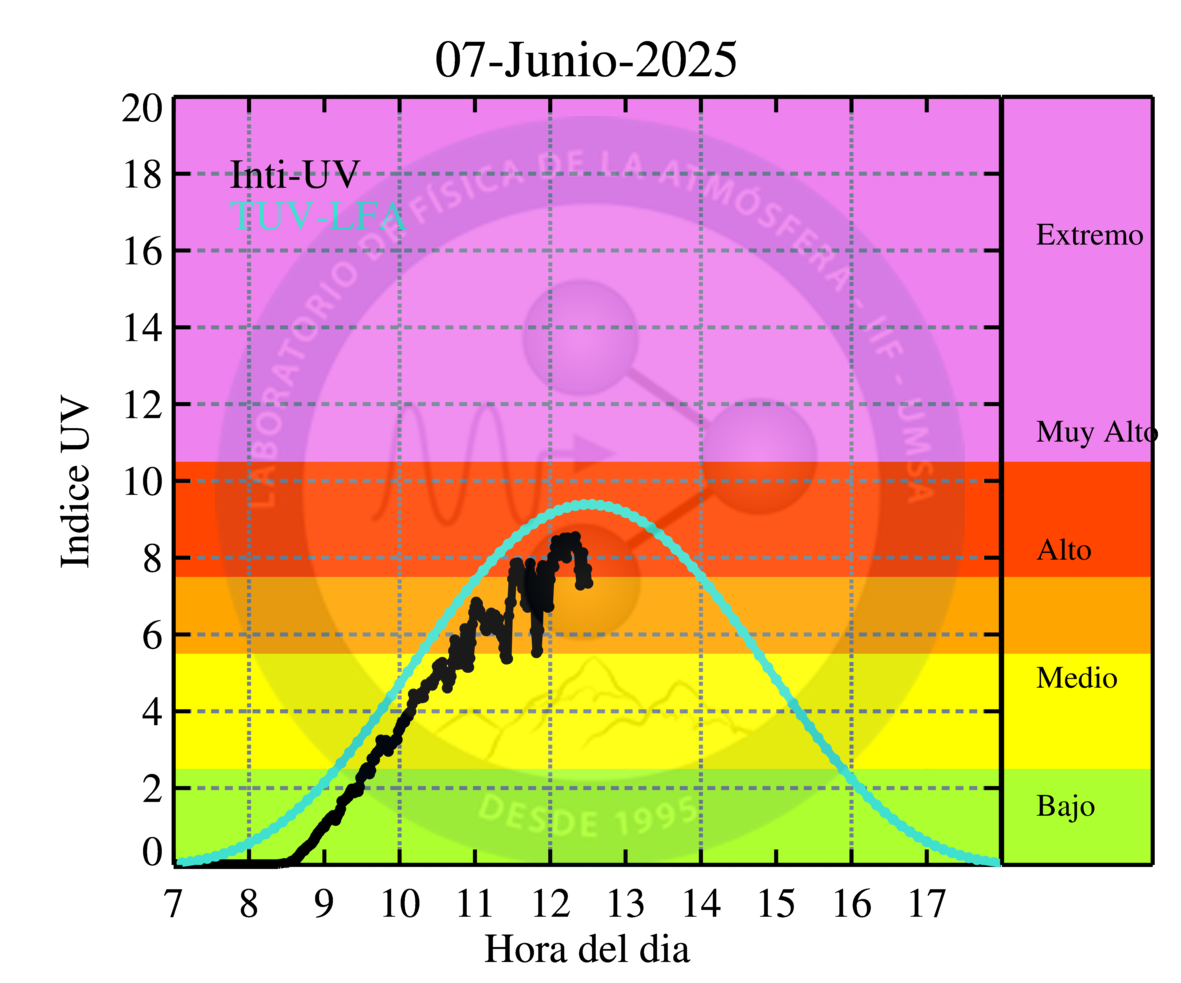 07-Junio-2025
Inti-UV
TUV-LFA
LABORATORIO DE FÍSICA DE LA ATMÓSFERA - IIF - UMSA
DESDE 1995
Indice UV
20
18
16
14
12
10
8
6
4
2
0
Extremo
Muy Alto
Alto
Medio
Bajo
7 8 9 10 11 12 13 14 15 16 17
Hora del dia